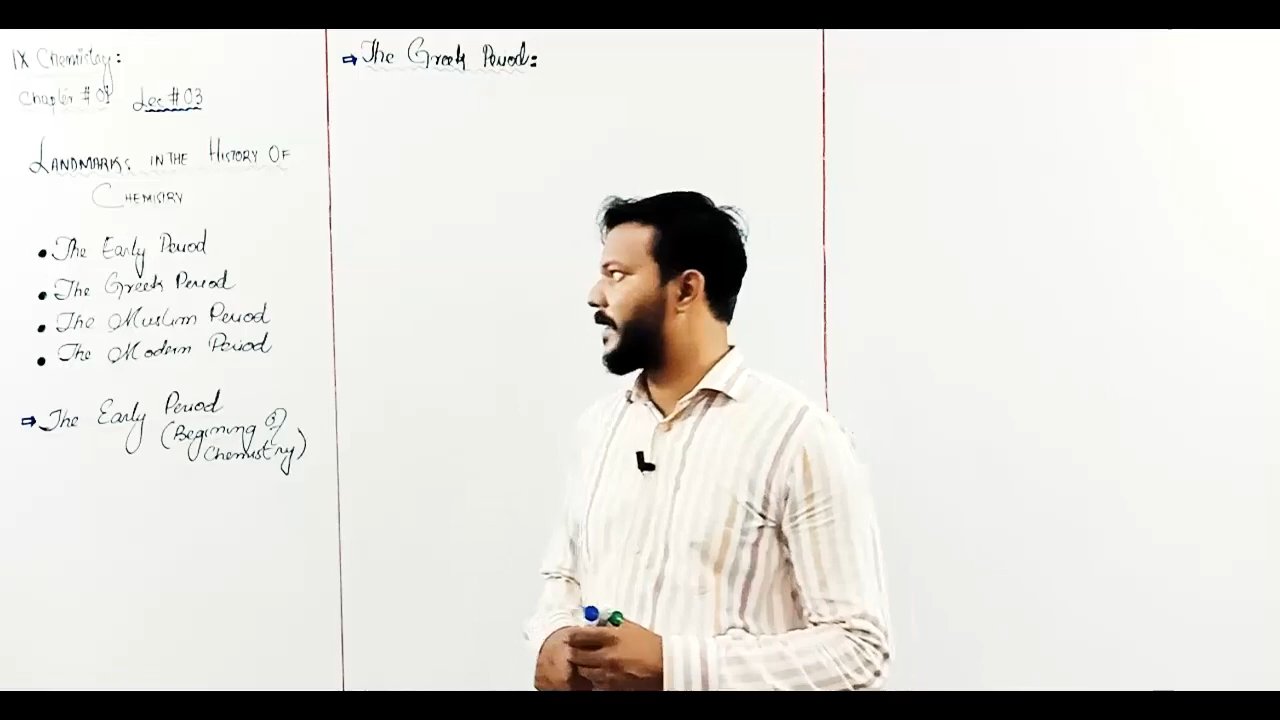 IX Chemistry:
Chapter # 01 Lec # 03
LANDMARKS IN THE HISTORY OF
CHEMISTRY
• The Early Period
• The Greek Period
• The Muslim Period
• The Modern Period
⇨ The Early Period
(Begining of
Chemistry)
⇨ The Greek Period: